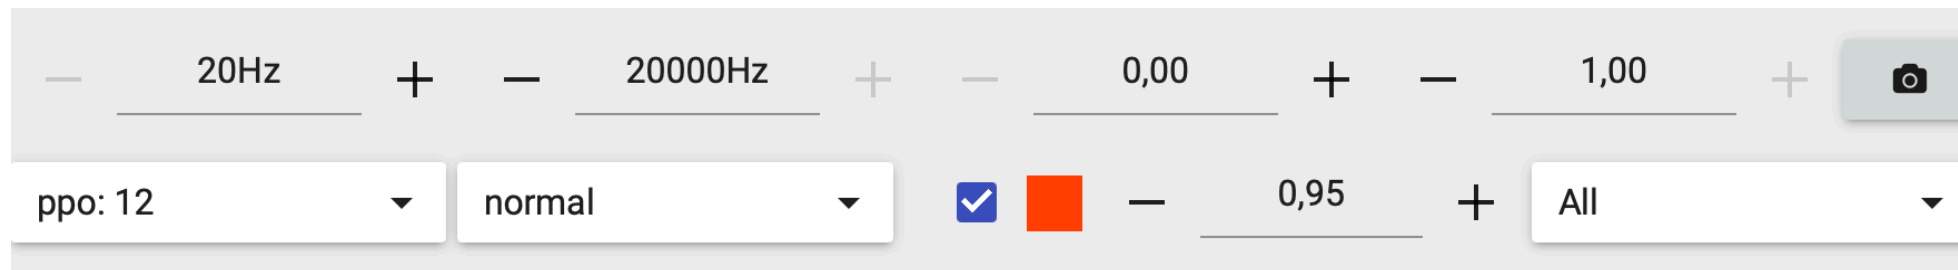 20Hz 20000Hz 0,00 1,00
ppo: 12 normal 0,95 All